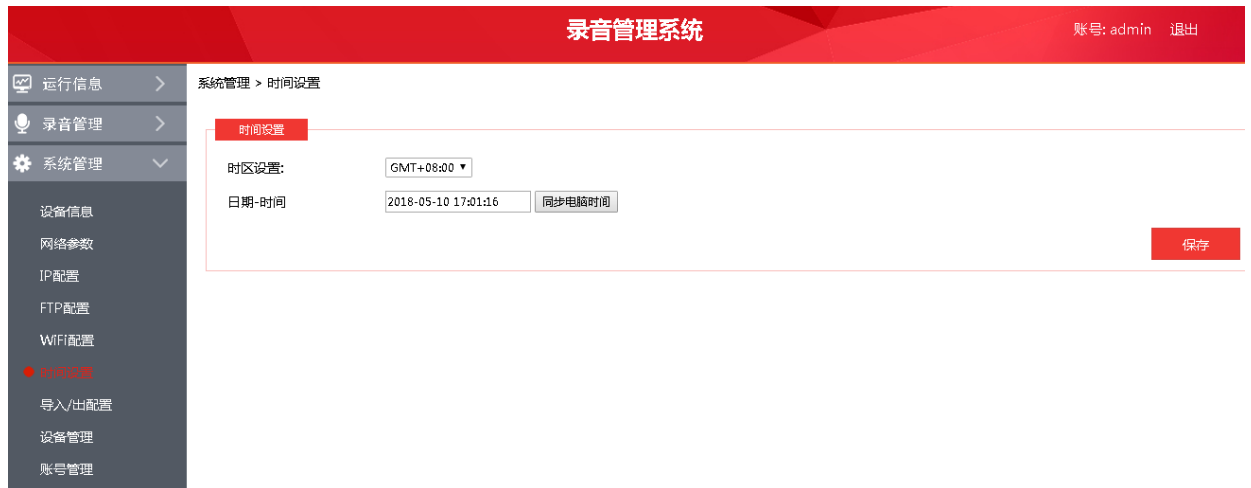 录音管理系统
账号: admin 退出
运行信息
录音管理
系统管理
设备信息
网络参数
IP配置
FTP配置
WiFi配置
时间设置
导入/出配置
设备管理
账号管理
系统管理 > 时间设置
时间设置
时区设置:
GMT+08:00
日期-时间
2018-05-10 17:01:16
同步电脑时间
保存